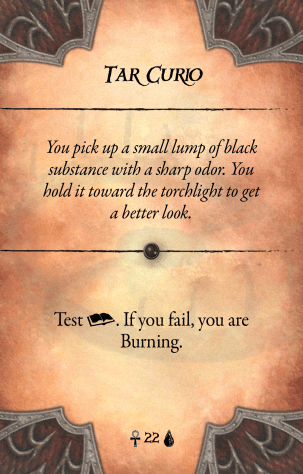 Tar Curio
You pick up a small lump of black
substance with a sharp odor. You
hold it toward the torchlight to get
a better look.
Test . If you fail, you are
Burning.
22